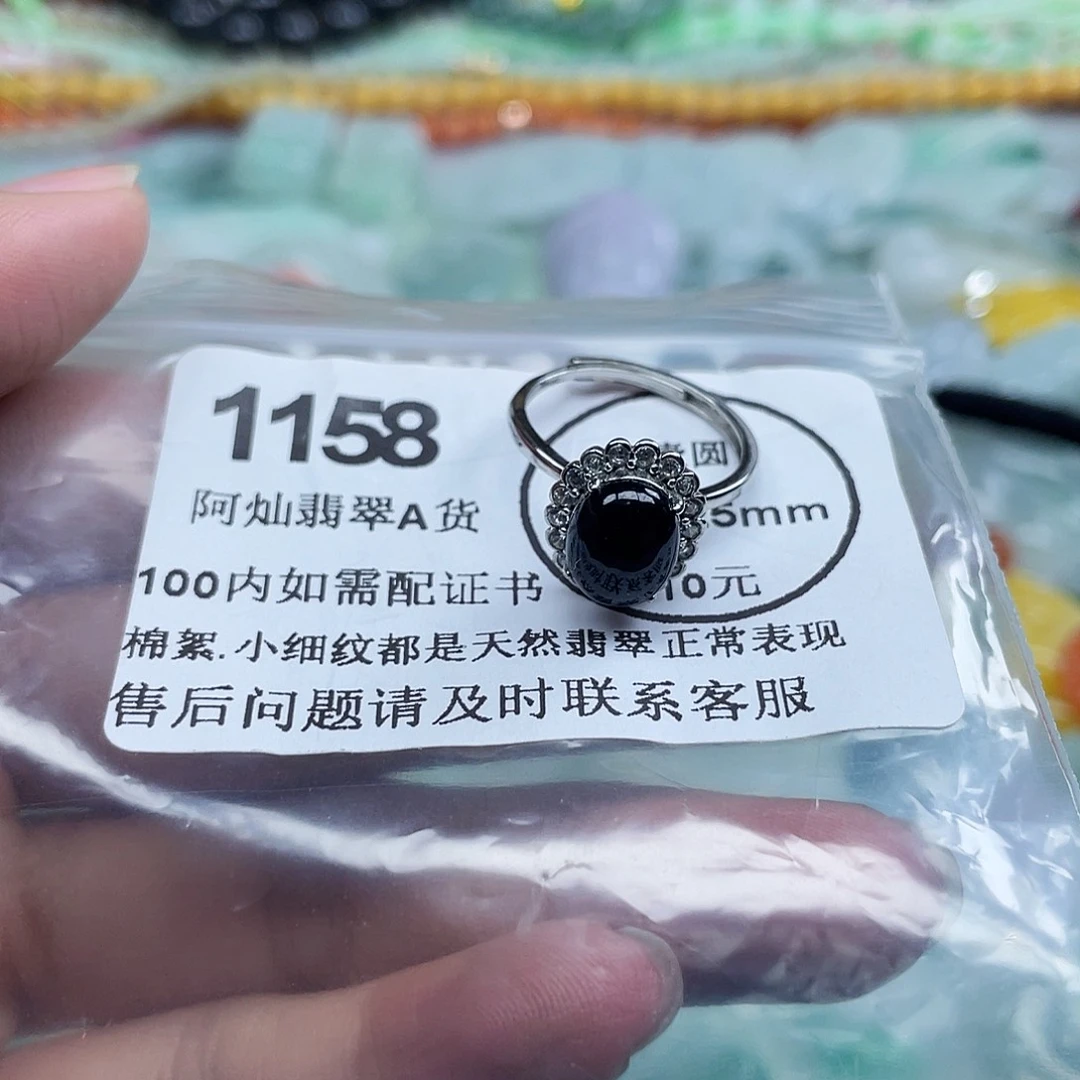 1158
圆
阿灿翡翠A货
5mm
100内如需配证书
10元
棉絮.小细纹都是天然翡翠正常表现
售后问题请及时联系客服